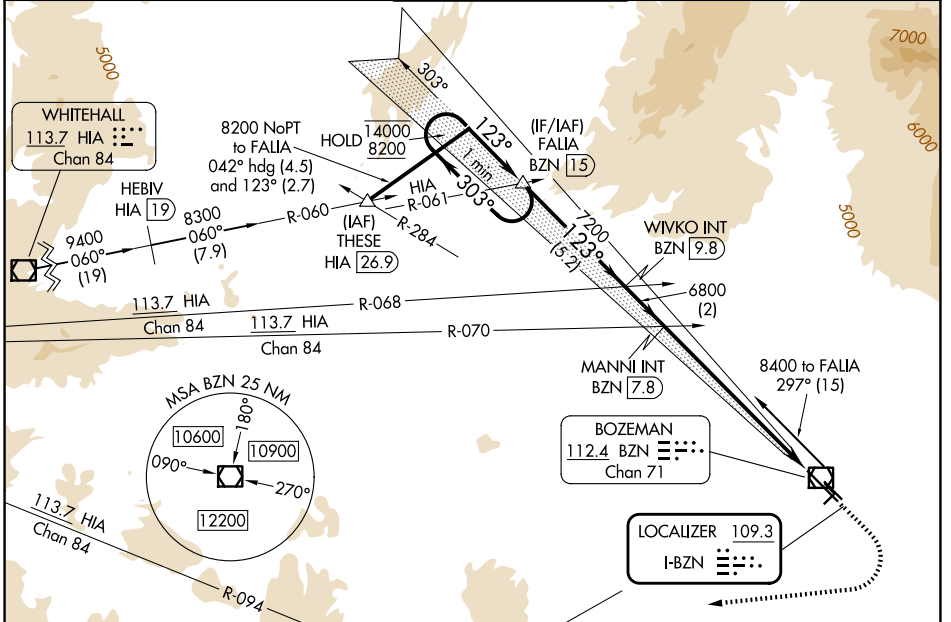 5000
7000
6000
5000
WHITEHALL
113.7 HIA
Chan 84
303°
8200 NoPT
to FALIA
042° hdg (4.5)
and 123° (2.7)
HOLD
14000
8200
123°
1 min
303°
(IF/IAF)
FALIA
BZN 15
HEBIV
HIA 19
HIA
R-061
R-060
9400
060°
(19)
8300
060°
(7.9)
(IAF)
THESE
HIA 26.9
R-284
7200
123°
(5.2)
WIVKO INT
BZN 9.8
6800
(2)
113.7 HIA
Chan 84
R-068
113.7 HIA
Chan 84
R-070
MANNI INT
BZN 7.8
8400 to FALIA
297° (15)
MSA BZN 25 NM
180°
10600
10900
090°
270°
12200
BOZEMAN
112.4 BZN
Chan 71
LOCALIZER 109.3
I-BZN
113.7 HIA
Chan 84
R-094